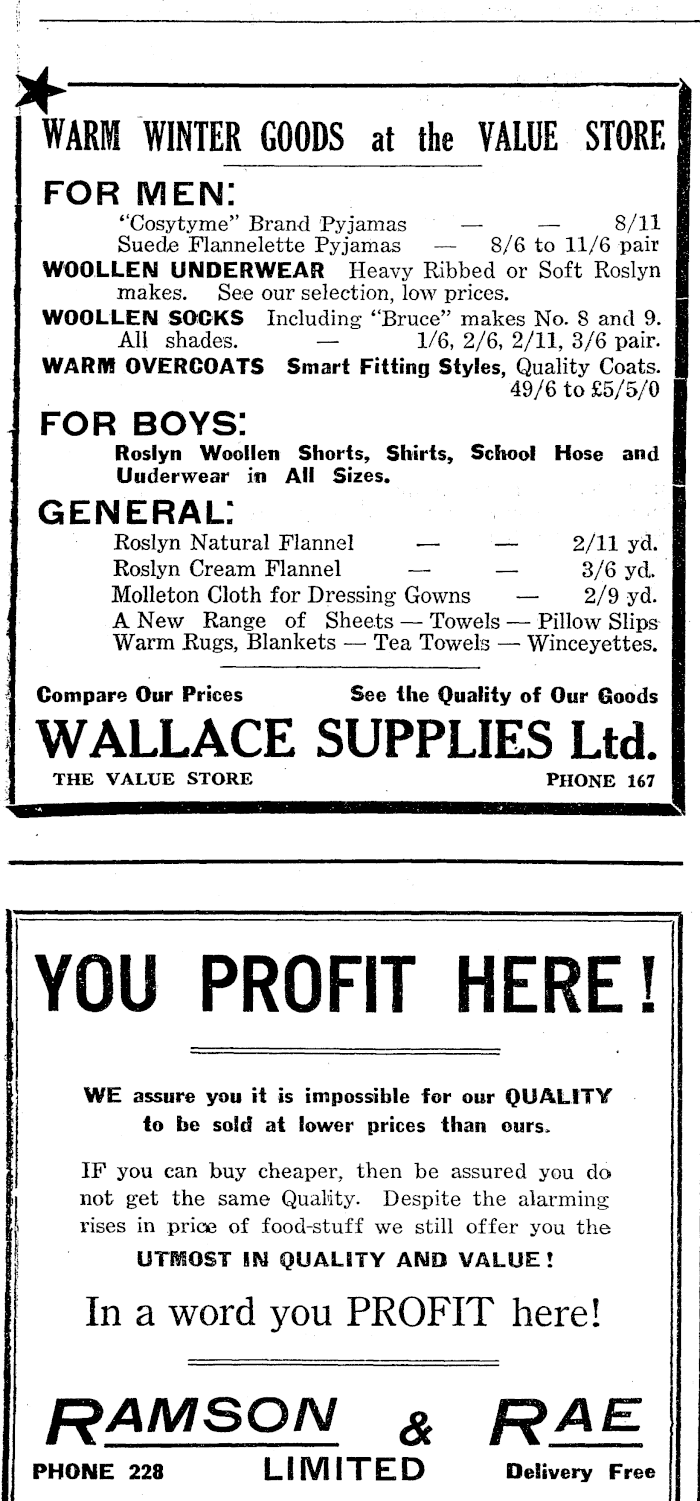 WARM WINTER GOODS at the VALUE STORE
FOR MEN:
"Cosytyme" Brand Pyjamas — — 8/11
Suede Flannelette Pyjamas — 8/6 to 11/6 pair
WOOLLEN UNDERWEAR Heavy Ribbed or Soft Roslyn
makes. See our selection, low prices.
WOOLLEN SOCKS Including "Bruce" makes No. 8 and 9.
All shades. — 1/6, 2/6, 2/11, 3/6 pair.
WARM OVERCOATS Smart Fitting Styles, Quality Coats.
49/6 to £5/5/0
FOR BOYS:
Roslyn Woollen Shorts, Shirts, School Hose and
Uuderwear in All Sizes.
GENERAL:
Roslyn Natural Flannel — — 2/11 yd.
Roslyn Cream Flannel — — 3/6 yd.
Molleton Cloth for Dressing Gowns — 2/9 yd.
A New Range of Sheets — Towels — Pillow Slips
Warm Rugs, Blankets — Tea Towels — Winceyettes.
Compare Our Prices See the Quality of Our Goods
WALLACE SUPPLIES Ltd.
THE VALUE STORE PHONE 167
YOU PROFIT HERE!
WE assure you it is impossible for our QUALITY
to be sold at lower prices than ours.
IF you can buy cheaper, then be assured you do
not get the same Quality. Despite the alarming
rises in price of food-stuff we still offer you the
UTMOST IN QUALITY AND VALUE!
In a word you PROFIT here!
RAMSON & RAE
PHONE 228 LIMITED Delivery Free